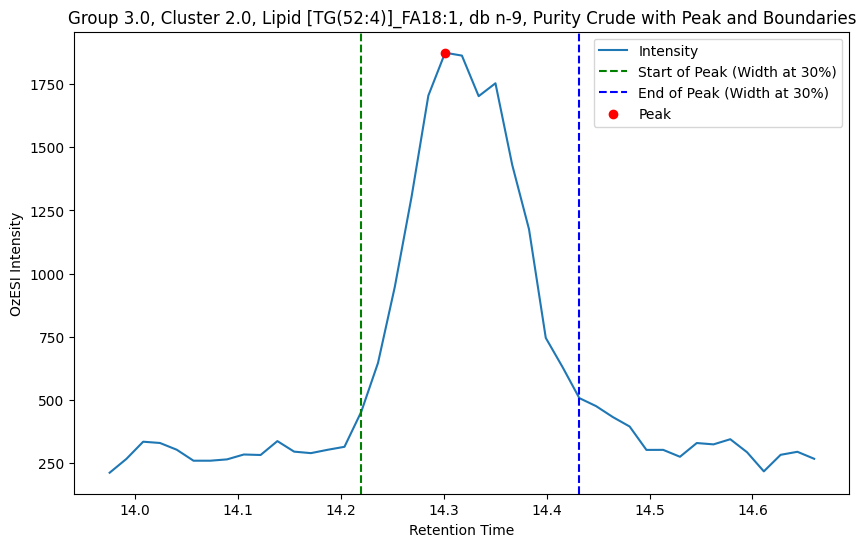 Group 3.0, Cluster 2.0, Lipid [TG(52:4)]_FA18:1, db n-9, Purity Crude with Peak and Boundaries
Intensity
Start of Peak (Width at 30%)
End of Peak (Width at 30%)
Peak
1750
1500
1250
1000
750
500
250
OzESI Intensity
14.0 14.1 14.2 14.3 14.4 14.5 14.6
Retention Time